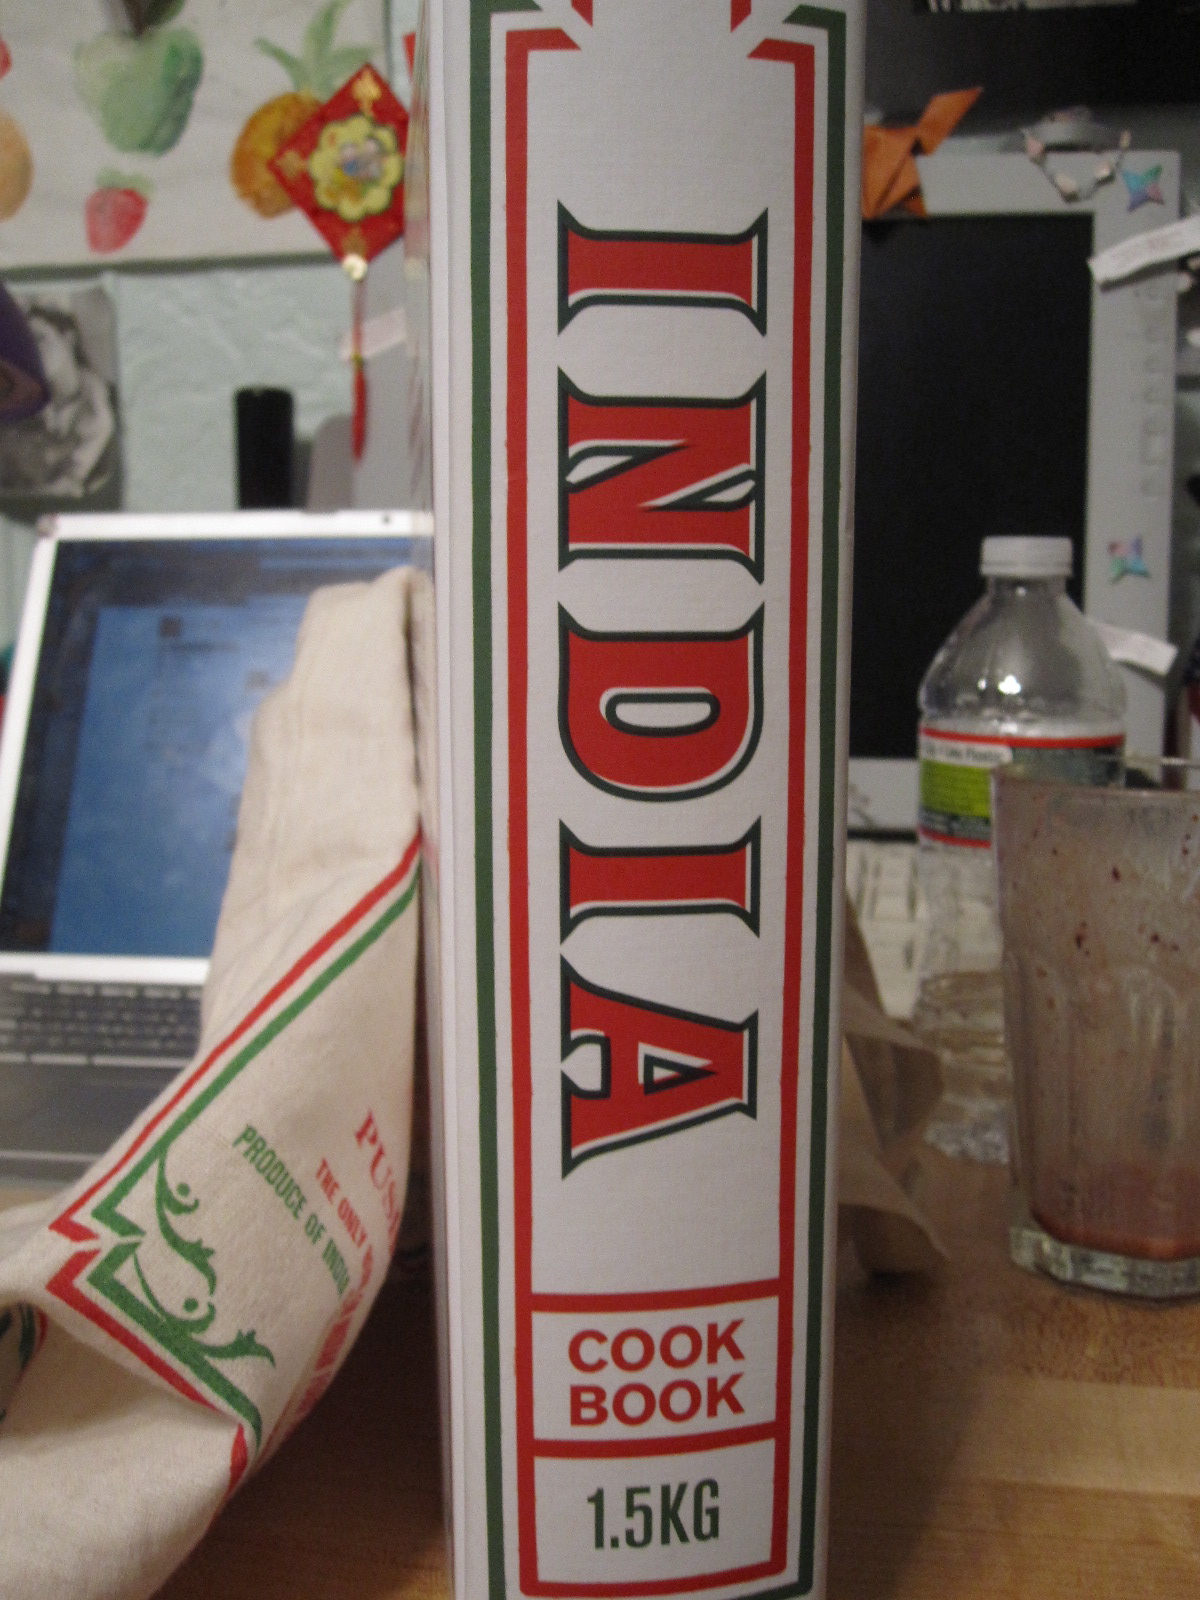 INDIA
COOK
BOOK
1.5KG
THE ONLY
PRODUCE OF INDIA